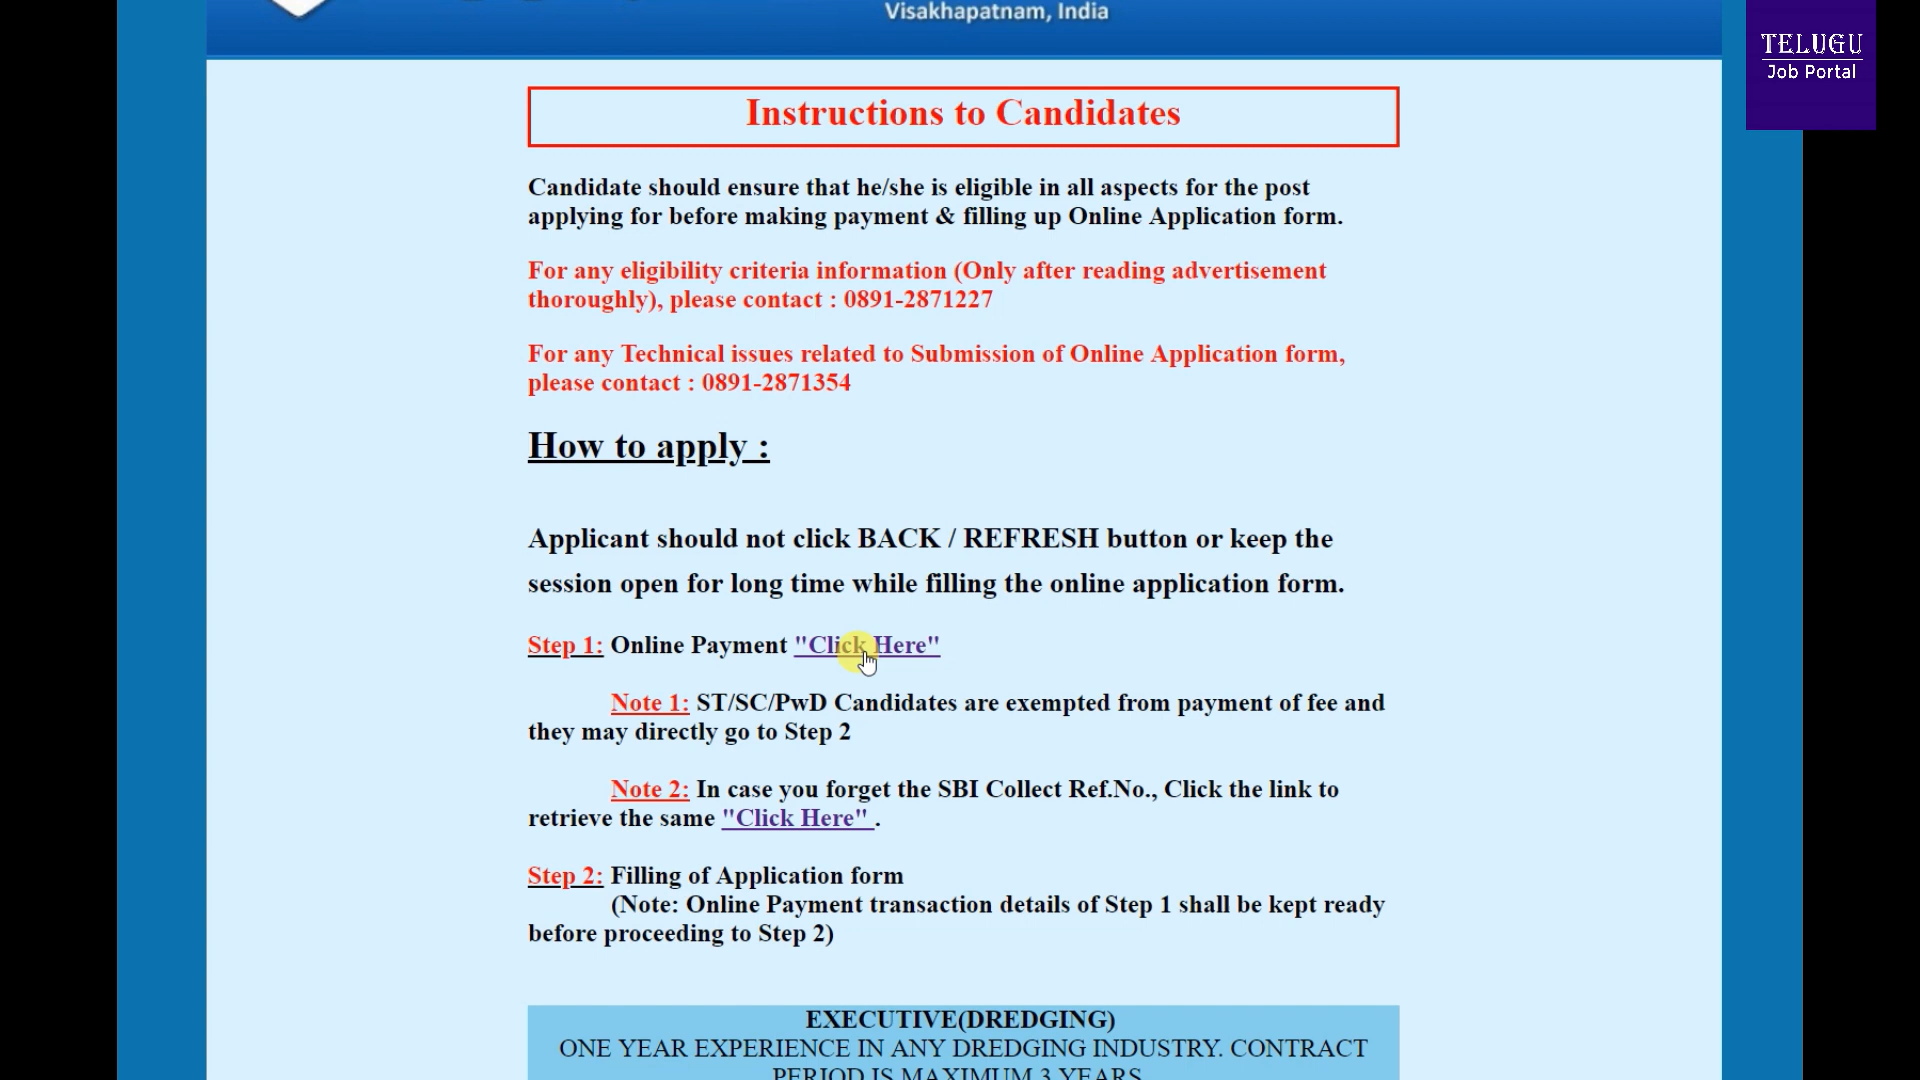 Visakhapatnam, India
TELUGU
Job Portal
Instructions to Candidates
Candidate should ensure that he/she is eligible in all aspects for the post
applying for before making payment & filling up Online Application form.
For any eligibility criteria information (Only after reading advertisement
thoroughly), please contact : 0891-2871227
For any Technical issues related to Submission of Online Application form,
please contact : 0891-2871354
How to apply :
Applicant should not click BACK / REFRESH button or keep the
session open for long time while filling the online application form.
Step 1: Online Payment "Click Here"
Note 1: ST/SC/PwD Candidates are exempted from payment of fee and
they may directly go to Step 2
Note 2: In case you forget the SBI Collect Ref.No., Click the link to
retrieve the same "Click Here" .
Step 2: Filling of Application form
(Note: Online Payment transaction details of Step 1 shall be kept ready
before proceeding to Step 2)
EXECUTIVE(DREDGING)
ONE YEAR EXPERIENCE IN ANY DREDGING INDUSTRY. CONTRACT
PERIOD IS MAXIMUM 3 YEARS